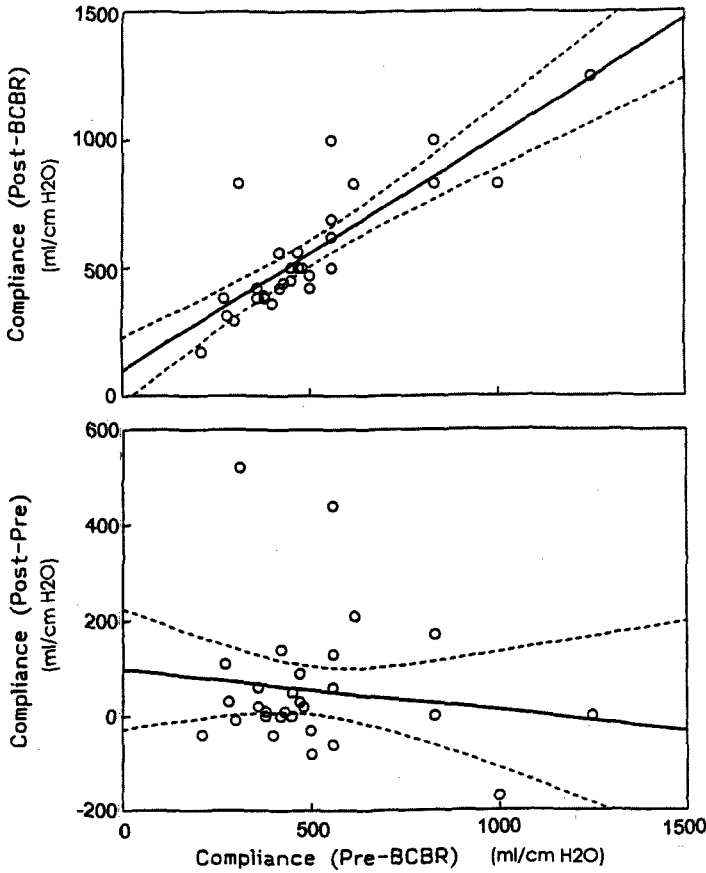 1500
1000
500
0
Compliance (Post-BCBR)
(ml/cm H2O)
600
400
200
0
-200
Compliance (Post-Pre)
(ml/cm H2O)
0
500
1000
1500
Compliance (Pre-BCBR) (ml/cm H2O)